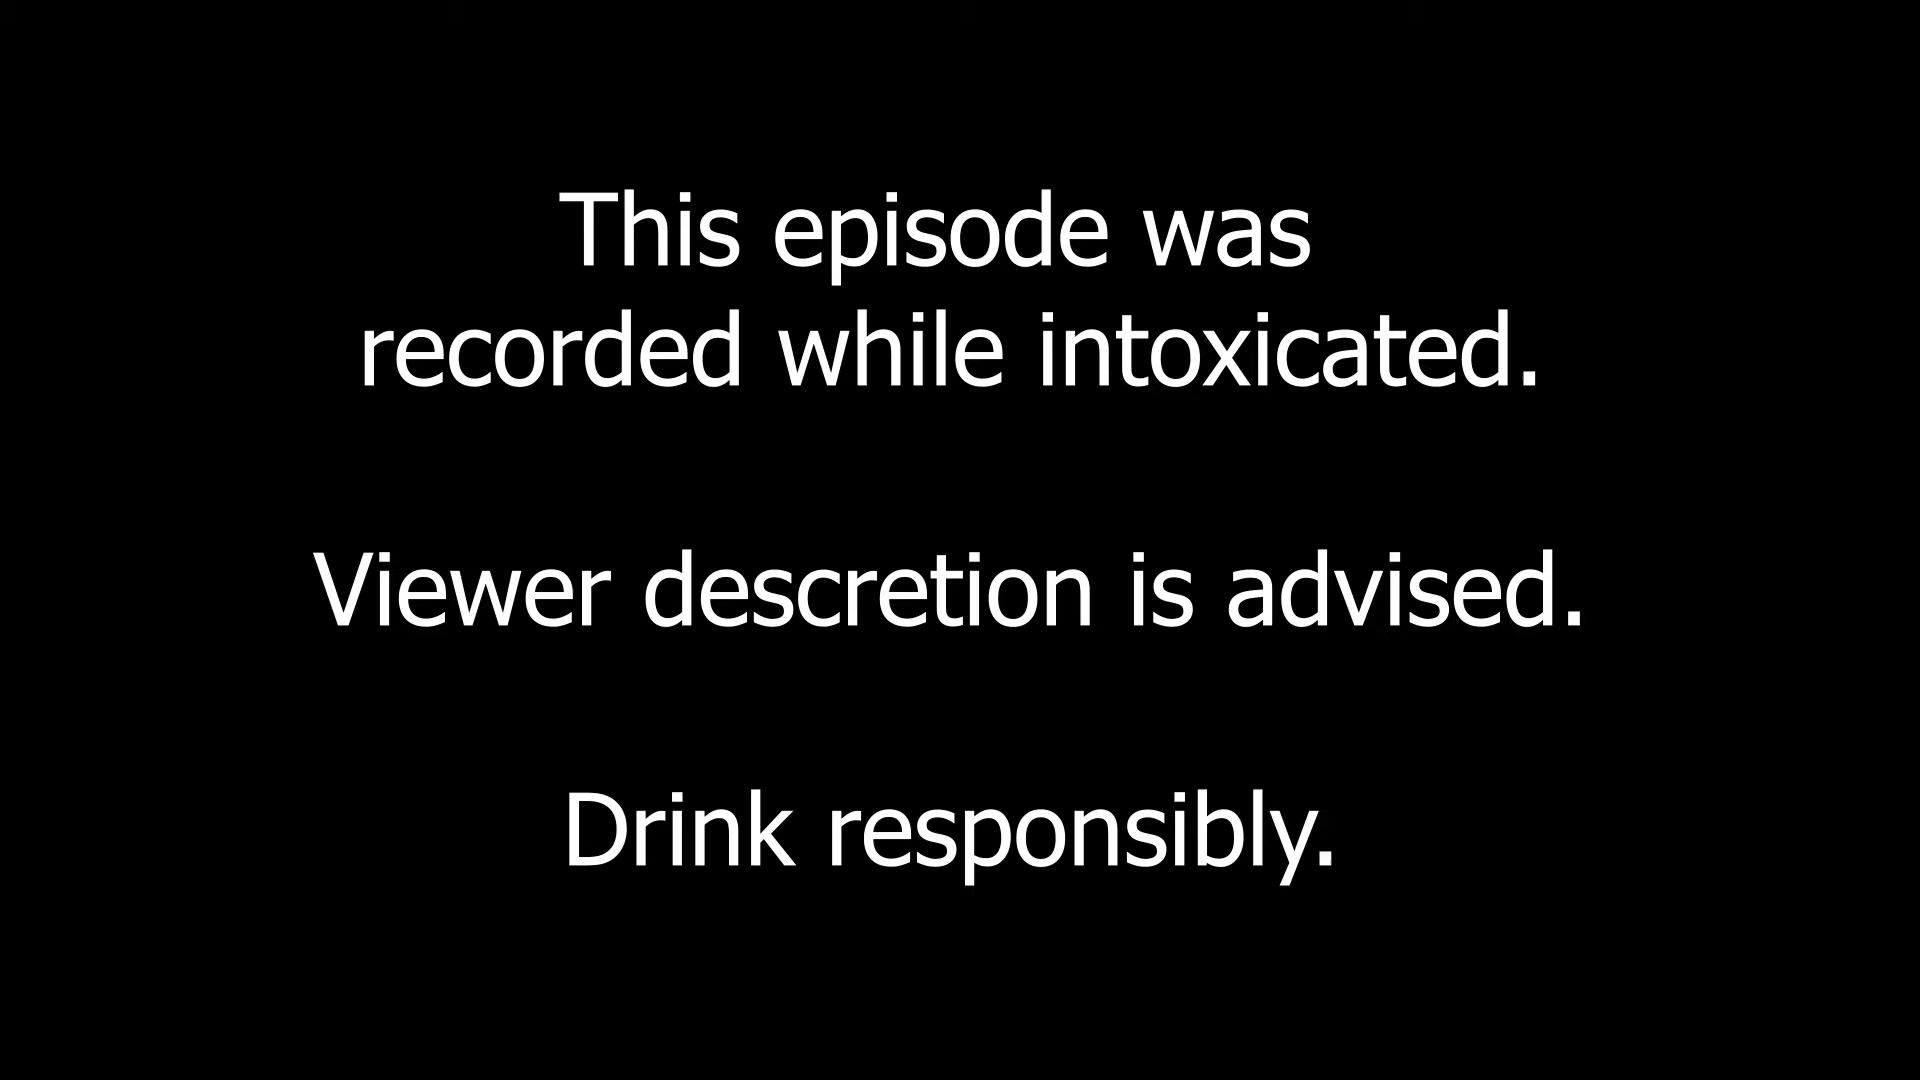 This episode was
recorded while intoxicated.
Viewer descretion is advised.
Drink responsibly.